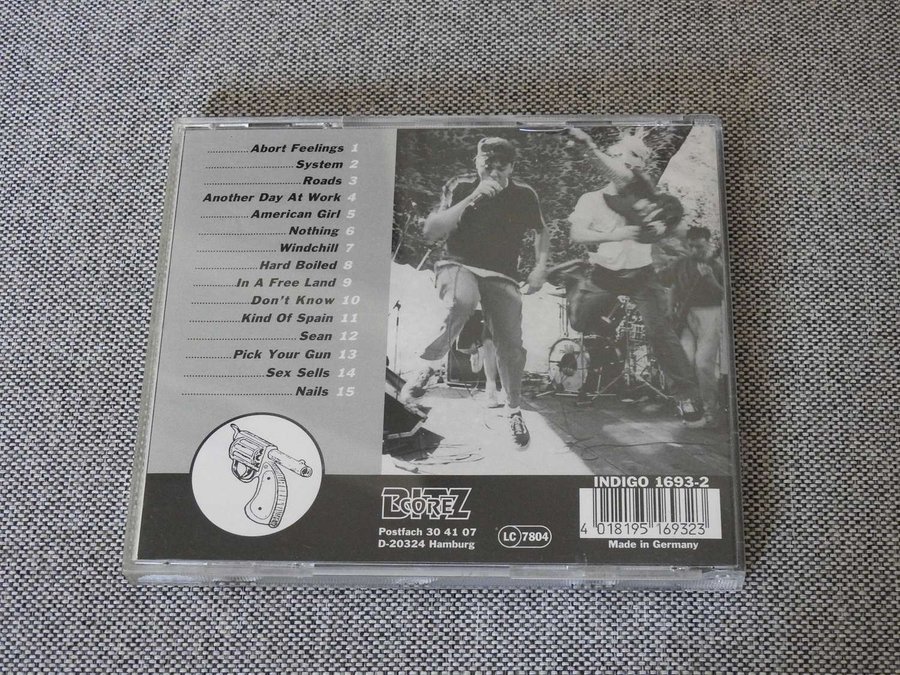 ..............Abort Feelings 1
..............................System 2
................................Roads 3
Another Day At Work 4
..............American Girl 5
............................Nothing 6
..........................Windchill 7
....................Hard Boiled 8
.............In A Free Land 9
...................Don't Know 10
................Kind Of Spain 11
..................................Sean 12
...............Pick Your Gun 13
.........................Sex Sells 14
.................................. Nails 15
BITZ
CORE
Postfach 30 41 07
D-20324 Hamburg
LC 7804
INDIGO 1693-2
4 018195 169323
Made in Germany